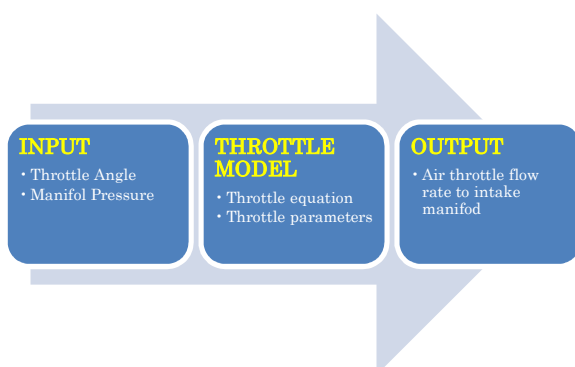 INPUT
• Throttle Angle
• Manifol Pressure
THROTTLE
MODEL
• Throttle equation
• Throttle parameters
OUTPUT
• Air throttle flow
rate to intake
manifod